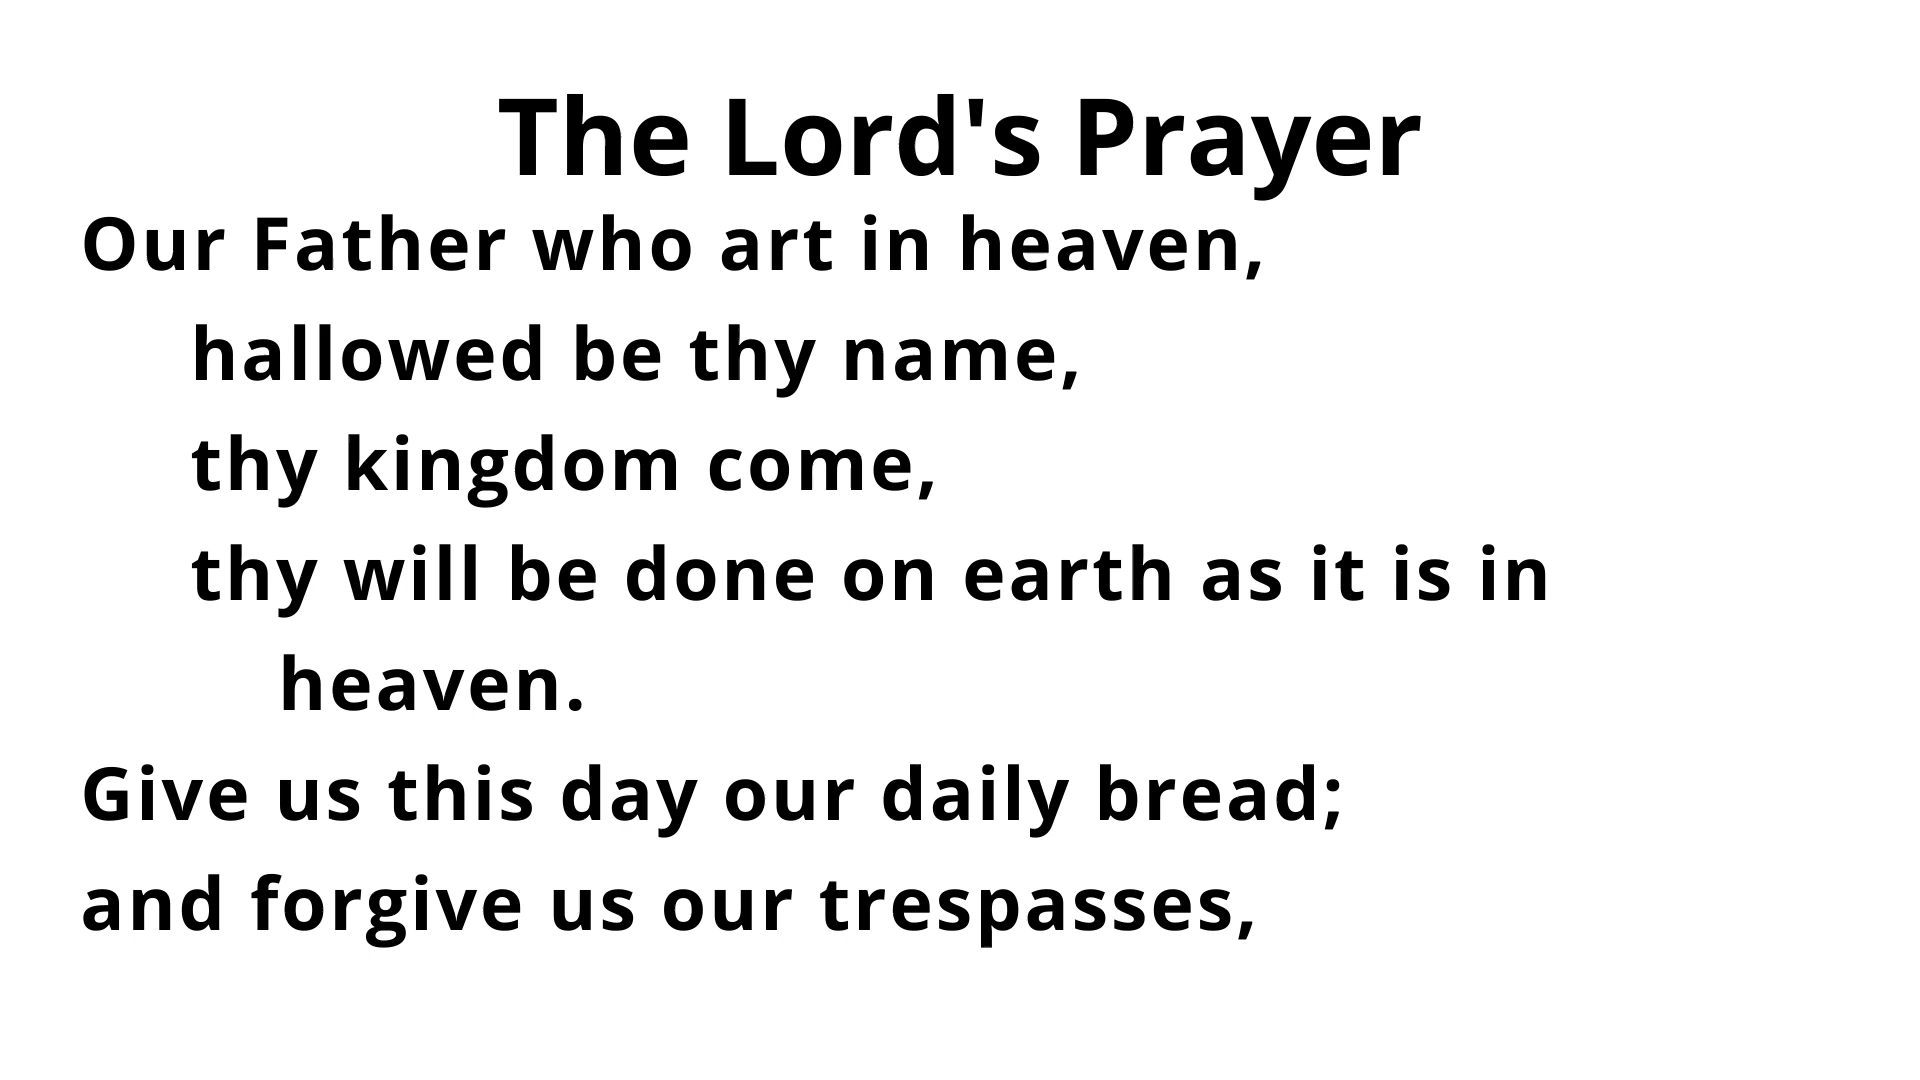 The Lord's Prayer
Our Father who art in heaven,
hallowed be thy name,
thy kingdom come,
thy will be done on earth as it is in
heaven.
Give us this day our daily bread;
and forgive us our trespasses,